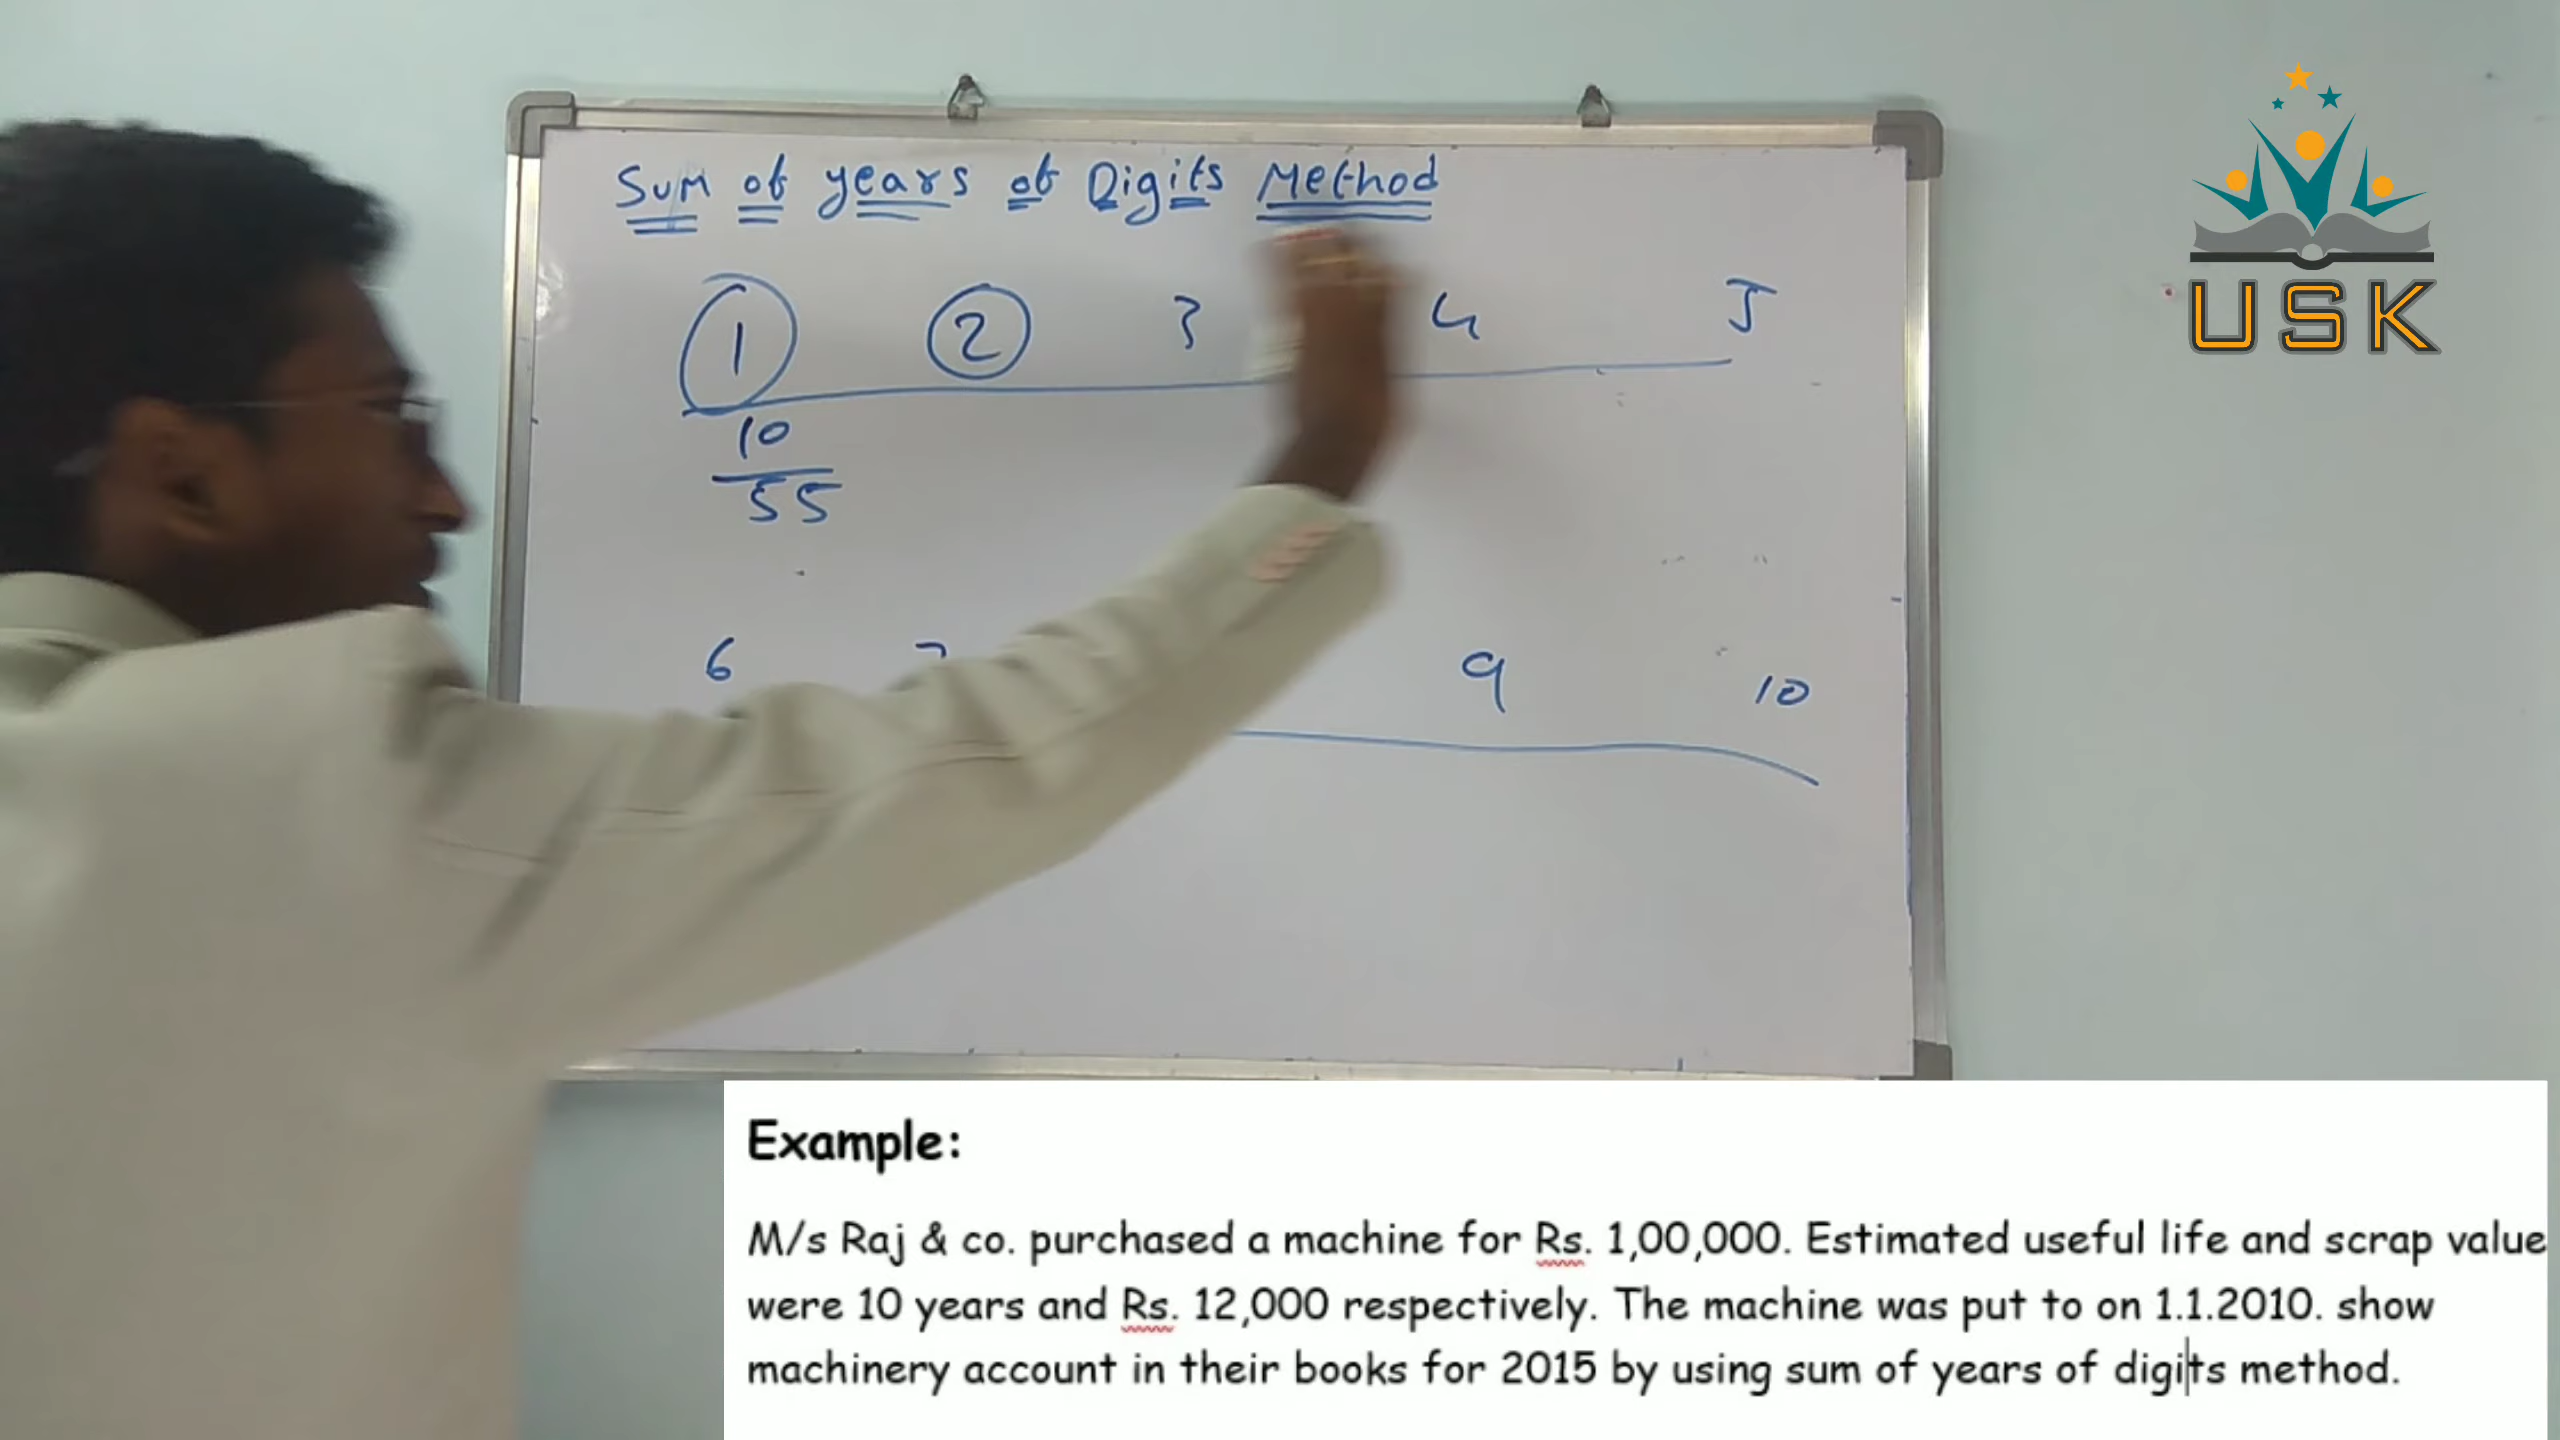 Sum of years of Digits Method
1 2 3 4 5
10
55
6 7 9 10
USK
Example:
M/s Raj & co. purchased a machine for Rs. 1,00,000. Estimated useful life and scrap value
were 10 years and Rs. 12,000 respectively. The machine was put to on 1.1.2010. show
machinery account in their books for 2015 by using sum of years of digits method.